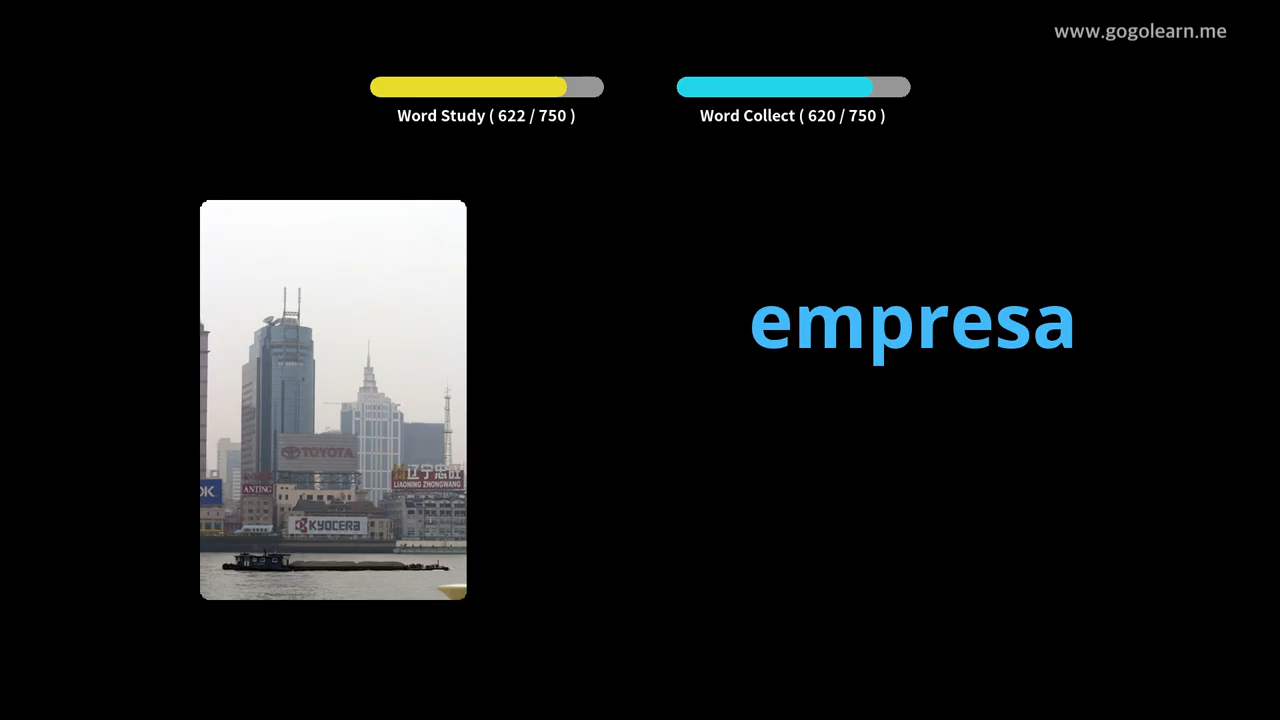 www.gogolearn.me
Word Study ( 622 / 750 )
Word Collect ( 620 / 750 )
empresa
TOYOTA
辽宁忠旺
LIAONING ZHONGWANG
OK
ANTING
KYOCERA